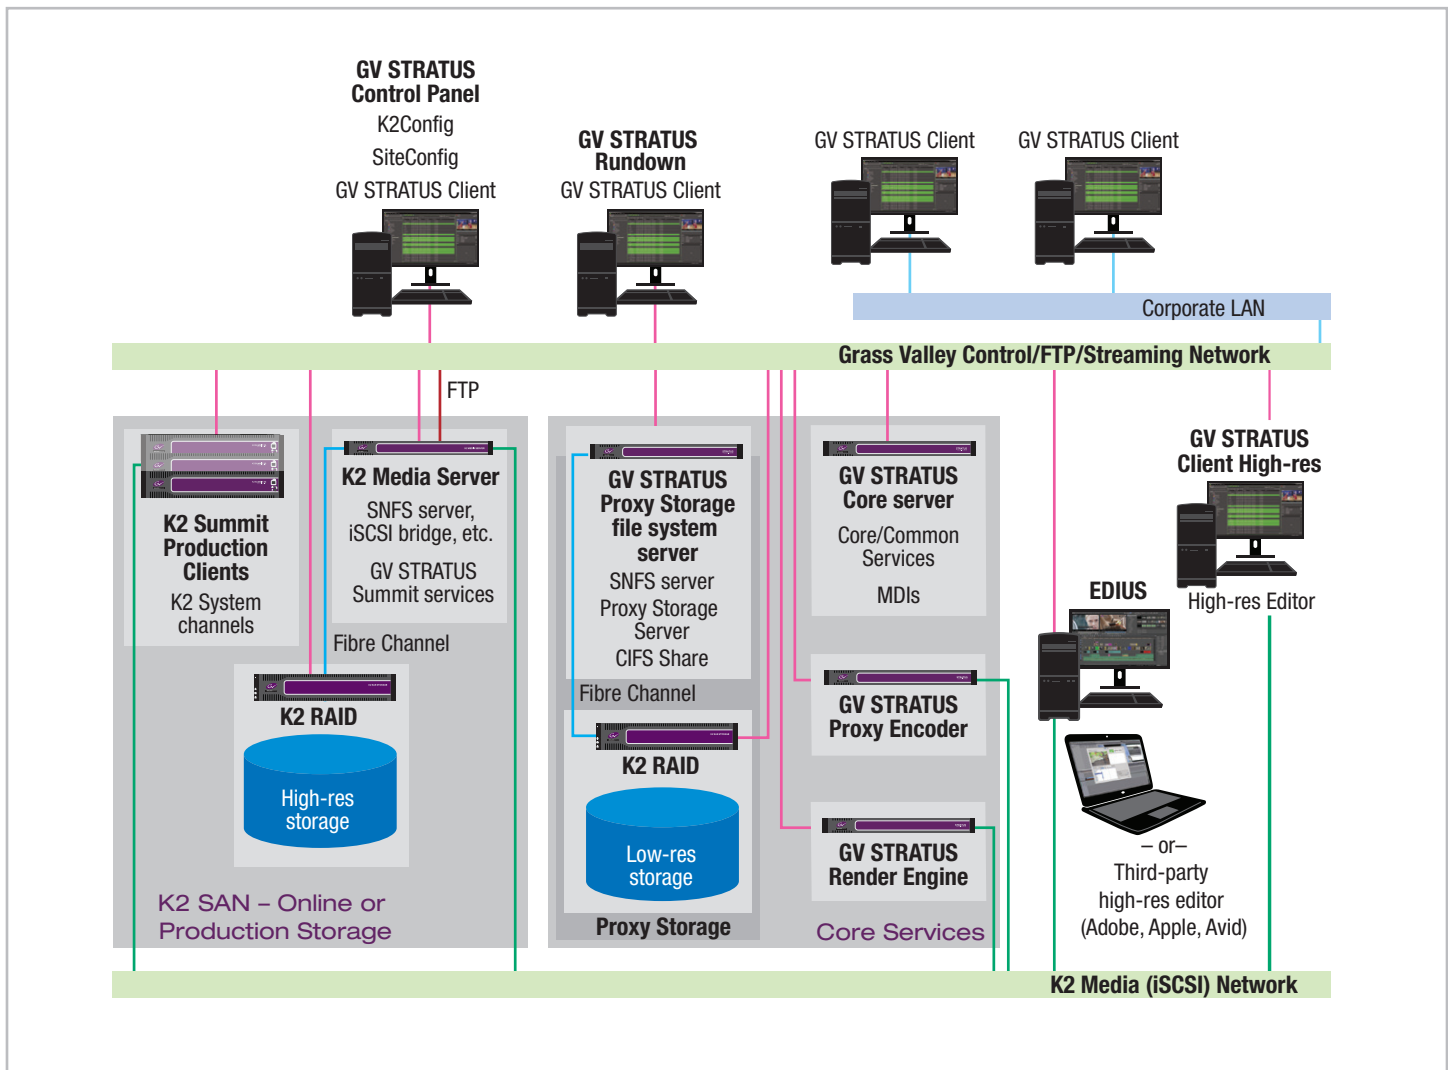 GV STRATUS
Control Panel
K2Config
SiteConfig
GV STRATUS Client
GV STRATUS
Rundown
GV STRATUS Client
GV STRATUS Client
GV STRATUS Client
Corporate LAN
Grass Valley Control/FTP/Streaming Network
FTP
K2 Summit
Production
Clients
K2 System
channels
K2 Media Server
SNFS server,
iSCSI bridge, etc.
GV STRATUS
Summit services
Fibre Channel
K2 RAID
High-res
storage
K2 SAN – Online or
Production Storage
GV STRATUS
Proxy Storage
file system
server
SNFS server
Proxy Storage
Server
CIFS Share
Fibre Channel
K2 RAID
Low-res
storage
Proxy Storage
GV STRATUS
Core server
Core/Common
Services
MDIs
GV STRATUS
Proxy Encoder
GV STRATUS
Render Engine
Core Services
EDIUS
– or–
Third-party
high-res editor
(Adobe, Apple, Avid)
GV STRATUS
Client High-res
High-res Editor
K2 Media (iSCSI) Network